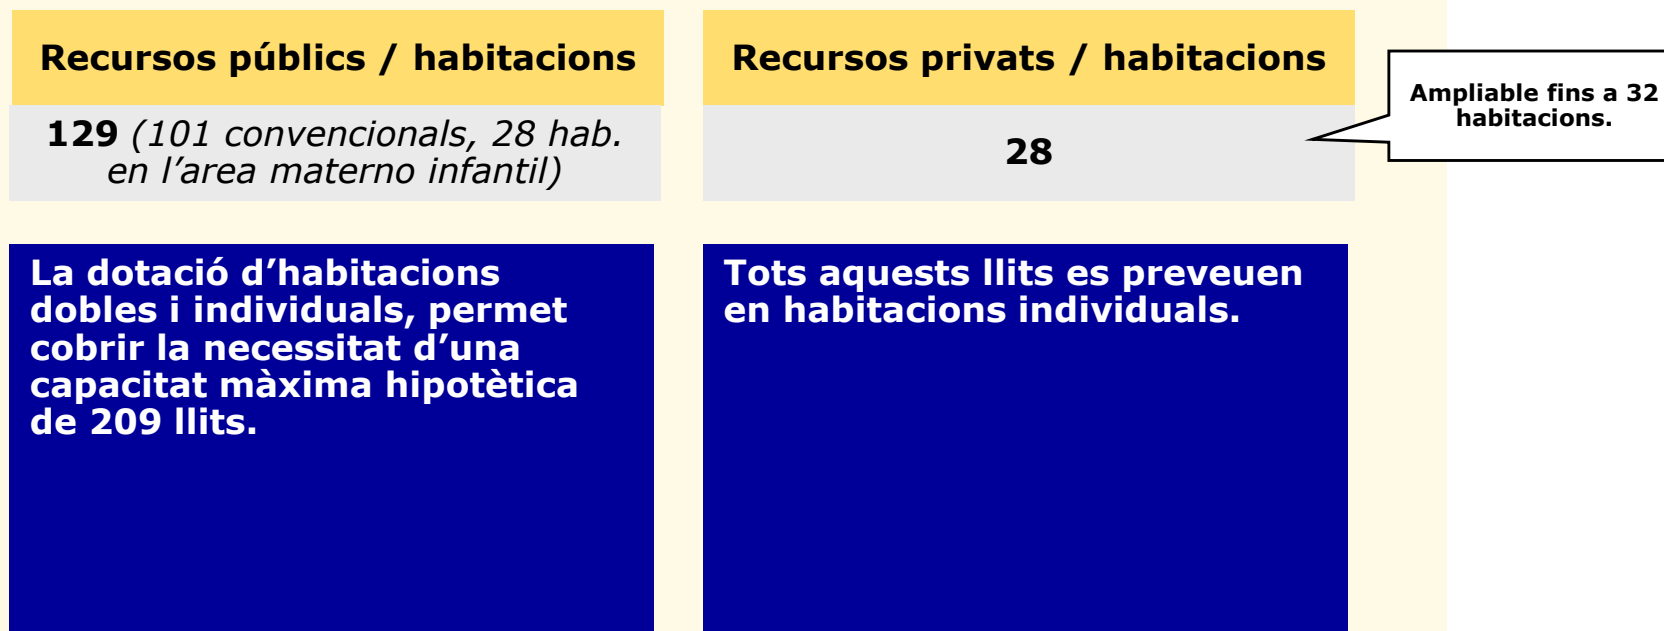 Recursos públics / habitacions
129 (101 convencionals, 28 hab.
en l’area materno infantil)
La dotació d’habitacions
dobles i individuals, permet
cobrir la necessitat d’una
capacitat màxima hipotètica
de 209 llits.
Recursos privats / habitacions
28
Ampliable fins a 32
habitacions.
Tots aquests llits es preveuen
en habitacions individuals.